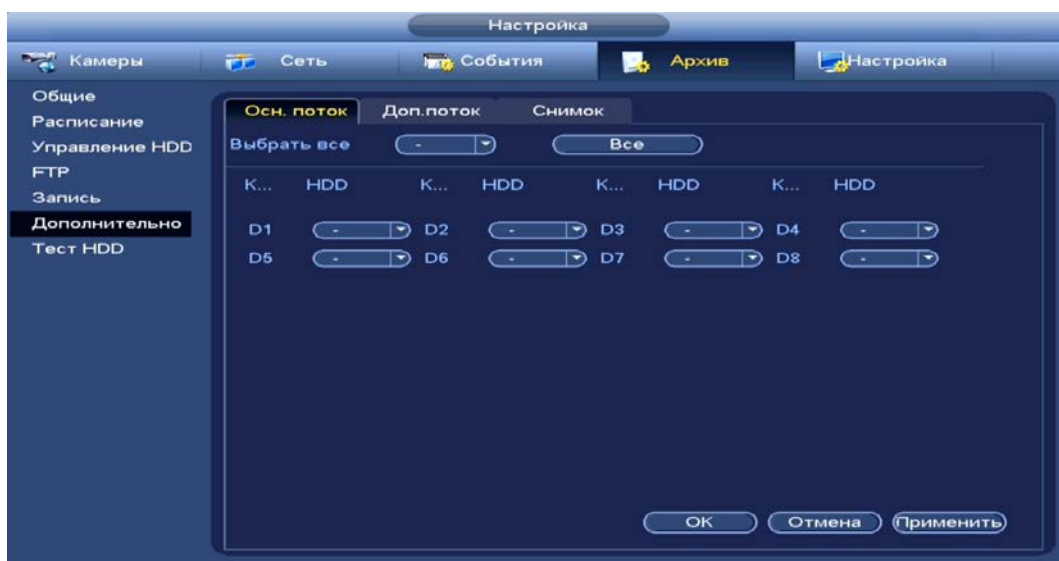 Настройка
Камеры Сеть События Архив Настройка
Общие
Расписание
Управление HDD
FTP
Запись
Дополнительно
Тест HDD
Осн. поток Доп.поток Снимок
Выбрать все - Все
К... HDD К... HDD К... HDD К... HDD
D1 - D2 - D3 - D4 -
D5 - D6 - D7 - D8 -
OK Отмена Применить